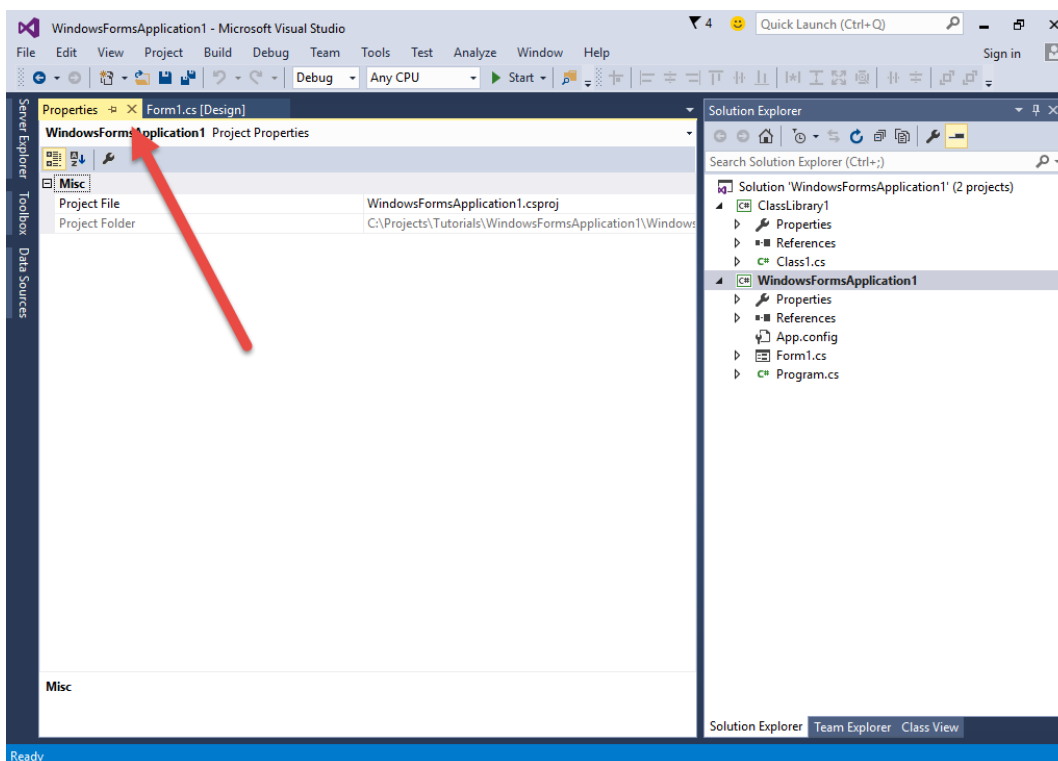 WindowsFormsApplication1 - Microsoft Visual Studio
4
Quick Launch (Ctrl+Q)
File Edit View Project Build Debug Team Tools Test Analyze Window Help
Sign in
Debug
Any CPU
Start
Server Explorer
Toolbox
Data Sources
Properties
Form1.cs [Design]
WindowsFormsApplication1 Project Properties
Misc
Project File WindowsFormsApplication1.csproj
Project Folder C:\Projects\Tutorials\WindowsFormsApplication1\Windows
Misc
Solution Explorer
Search Solution Explorer (Ctrl+;)
Solution 'WindowsFormsApplication1' (2 projects)
C# ClassLibrary1
Properties
References
C# Class1.cs
C# WindowsFormsApplication1
Properties
References
App.config
Form1.cs
C# Program.cs
Solution Explorer Team Explorer Class View
Ready